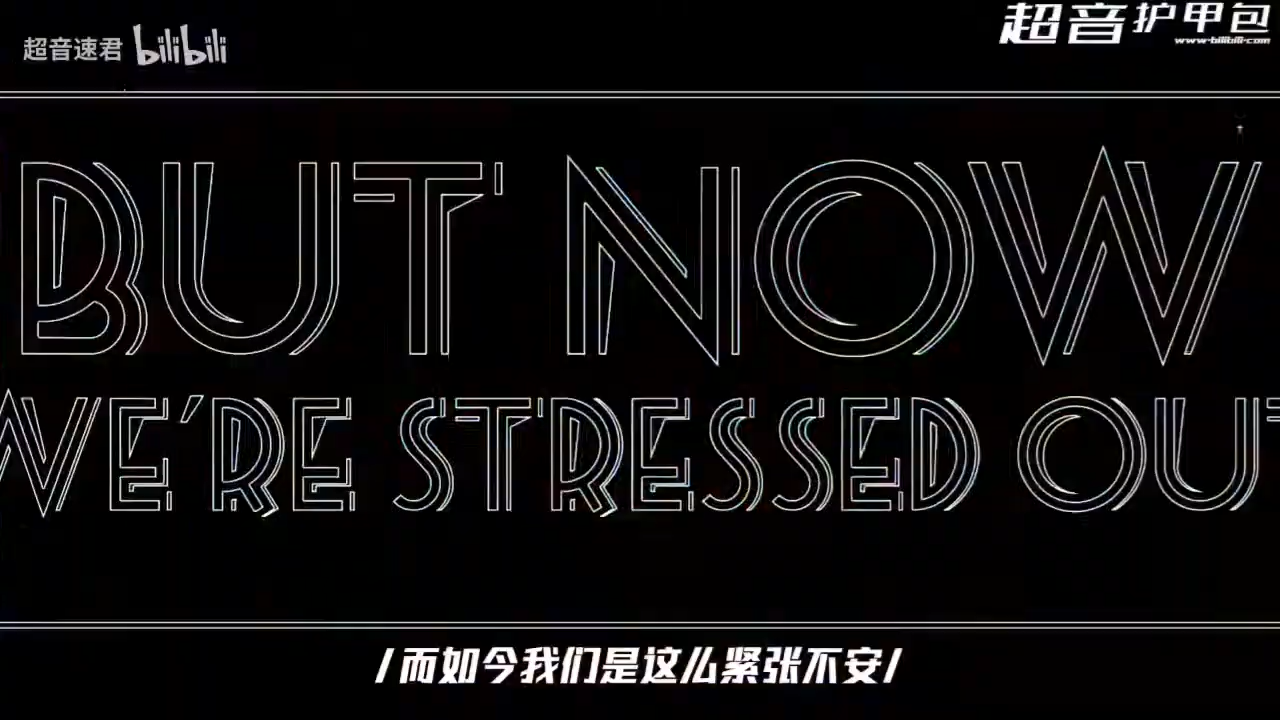 超音速君 bilibili
超音护甲包
www·bilibili·com
BUT NOW
WE'RE STRESSED OUT
/而如今我们是这么紧张不安/